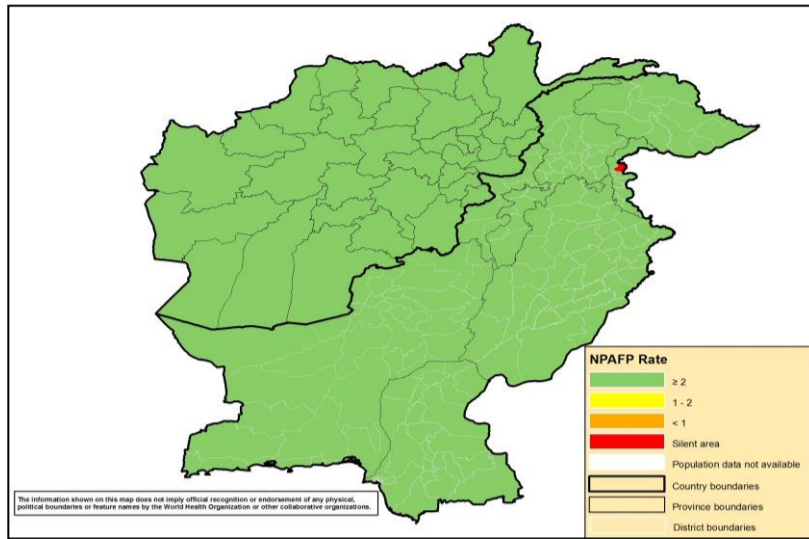 NPAFP Rate
≥ 2
1 - 2
< 1
Silent area
Population data not available
Country boundaries
Province boundaries
District boundaries
The information shown on this map does not imply official recognition or endorsement of any physical,
political boundaries or feature names by the World Health Organization or other collaborative organizations.